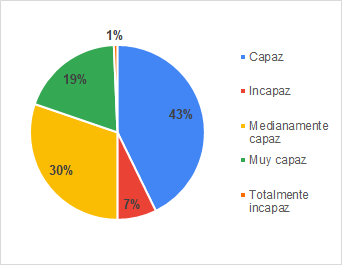 1%
19%
43%
30%
7%
Capaz
Incapaz
Medianamente
capaz
Muy capaz
Totalmente
incapaz